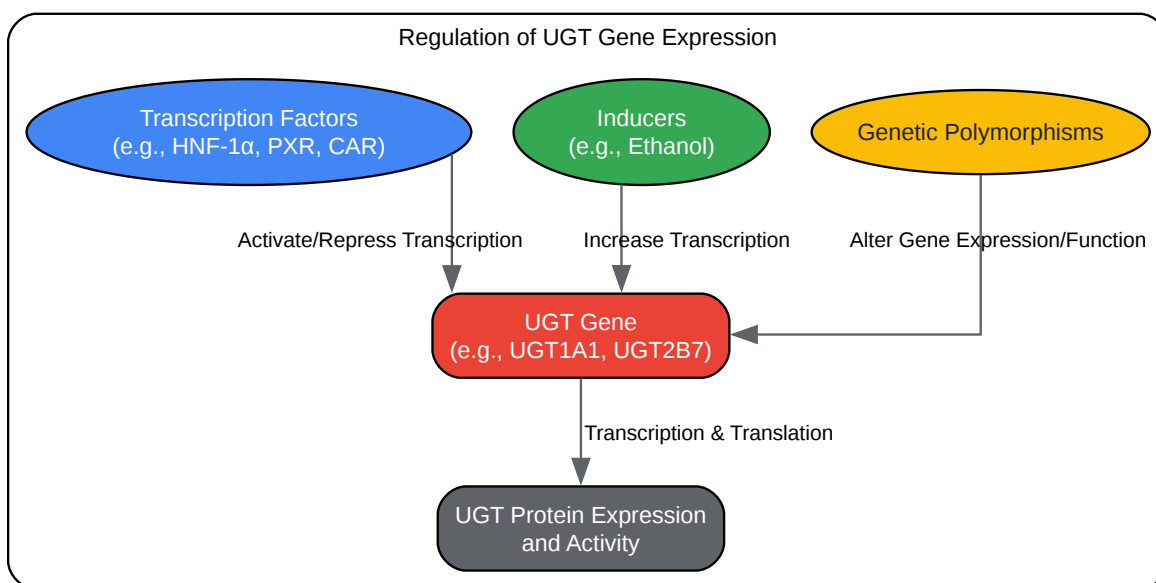 Regulation of UGT Gene Expression
Transcription Factors
(e.g., HNF-1α, PXR, CAR)
Inducers
(e.g., Ethanol)
Genetic Polymorphisms
Activate/Repress Transcription
Increase Transcription
Alter Gene Expression/Function
UGT Gene
(e.g., UGT1A1, UGT2B7)
Transcription & Translation
UGT Protein Expression
and Activity